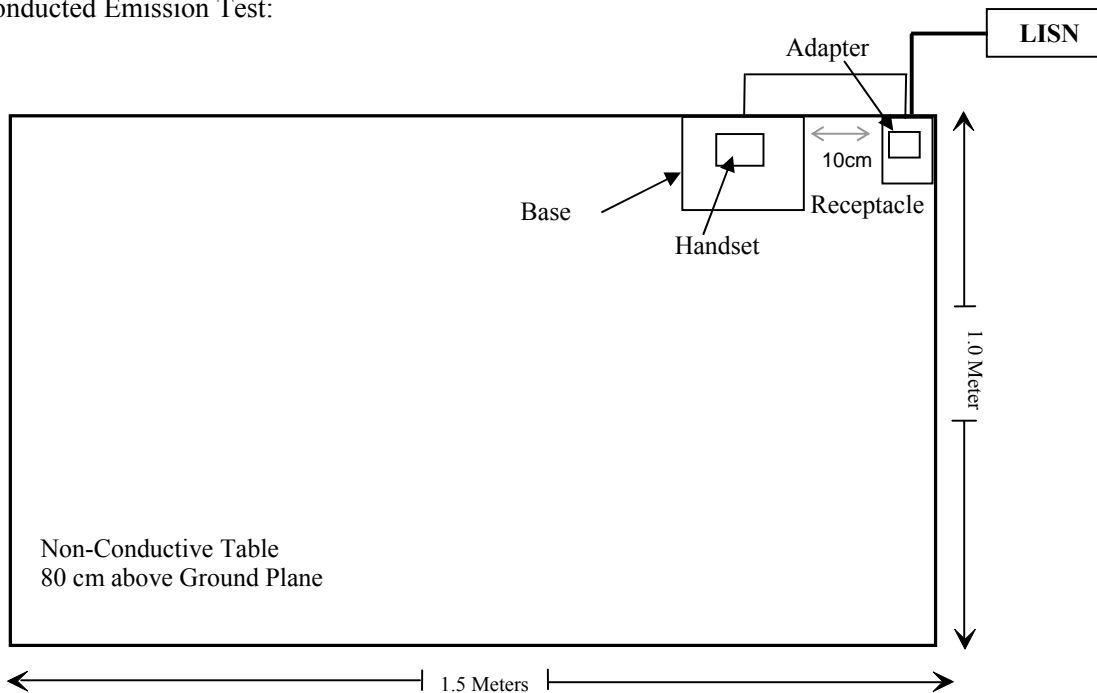 onducted Emission Test:
LISN
Adapter
10cm
Base
Receptacle
Handset
1.0 Meter
Non-Conductive Table
80 cm above Ground Plane
1.5 Meters